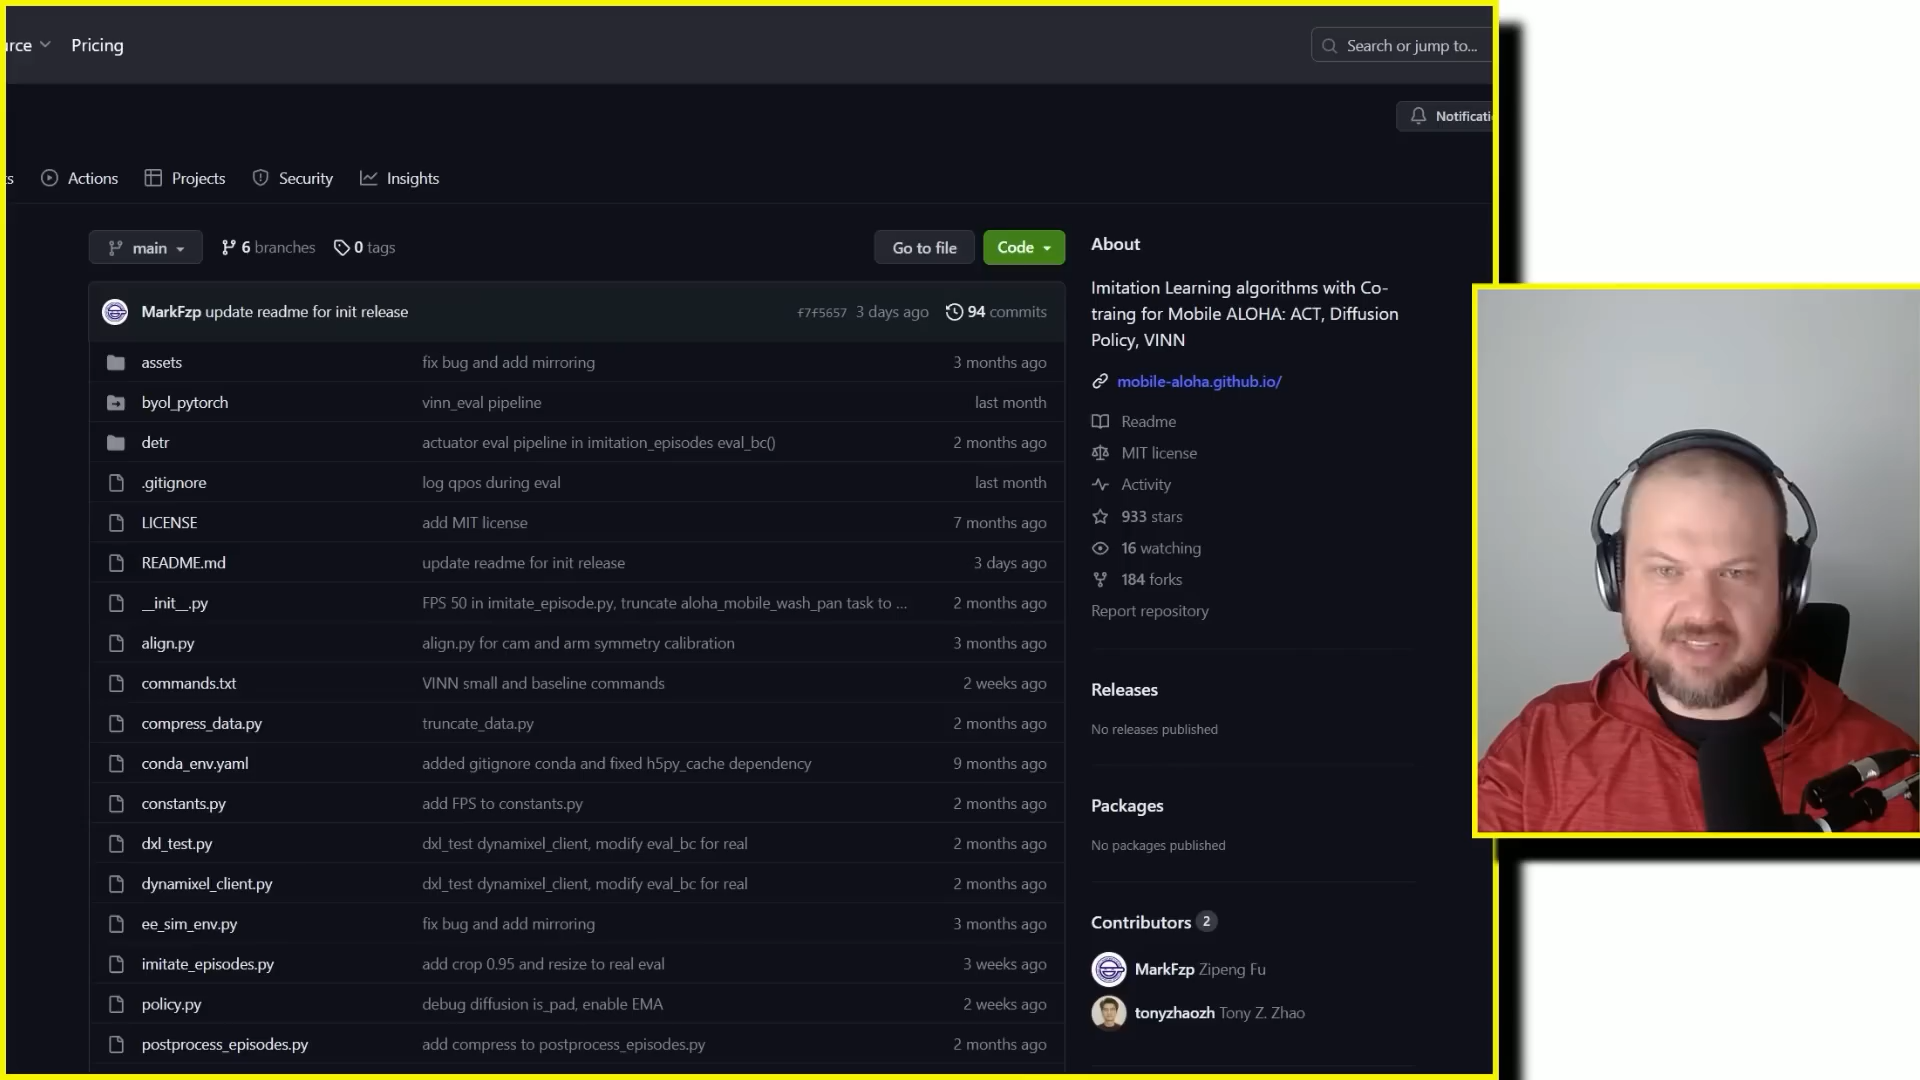 urce Pricing
Search or jump to...
Notificati
ts Actions Projects Security Insights
main 6 branches 0 tags
Go to file Code
MarkFzp update readme for init release f7f5657 3 days ago 94 commits
assets fix bug and add mirroring 3 months ago
byol_pytorch vinn_eval pipeline last month
detr actuator eval pipeline in imitation_episodes eval_bc() 2 months ago
.gitignore log qpos during eval last month
LICENSE add MIT license 7 months ago
README.md update readme for init release 3 days ago
__init__.py FPS 50 in imitate_episode.py, truncate aloha_mobile_wash_pan task to ... 2 months ago
align.py align.py for cam and arm symmetry calibration 3 months ago
commands.txt VINN small and baseline commands 2 weeks ago
compress_data.py truncate_data.py 2 months ago
conda_env.yaml added gitignore conda and fixed h5py_cache dependency 9 months ago
constants.py add FPS to constants.py 2 months ago
dxl_test.py dxl_test dynamixel_client, modify eval_bc for real 2 months ago
dynamixel_client.py dxl_test dynamixel_client, modify eval_bc for real 2 months ago
ee_sim_env.py fix bug and add mirroring 3 months ago
imitate_episodes.py add crop 0.95 and resize to real eval 3 weeks ago
policy.py debug diffusion is_pad, enable EMA 2 weeks ago
postprocess_episodes.py add compress to postprocess_episodes.py 2 months ago
About
Imitation Learning algorithms with Co-
traing for Mobile ALOHA: ACT, Diffusion
Policy, VINN
mobile-aloha.github.io/
Readme
MIT license
Activity
933 stars
16 watching
184 forks
Report repository
Releases
No releases published
Packages
No packages published
Contributors 2
MarkFzp Zipeng Fu
tonyzhaozh Tony Z. Zhao